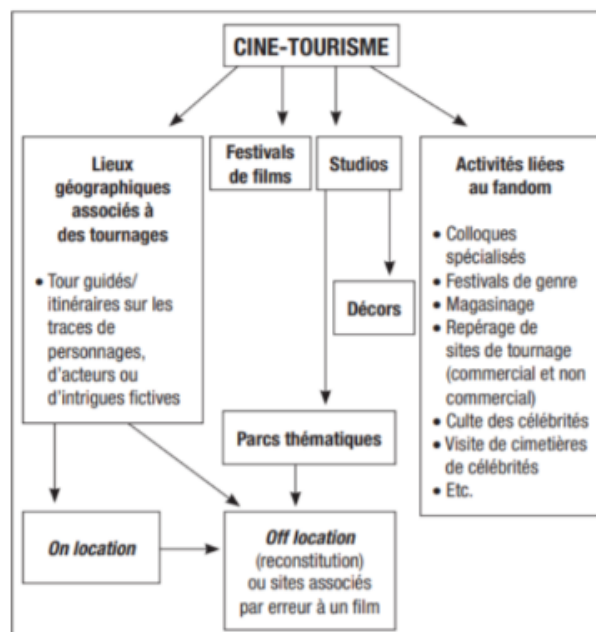 CINE-TOURISME
Lieux
géographiques
associés à
des tournages
• Tour guidés/
itinéraires sur les
traces de
personnages,
d'acteurs ou
d'intrigues fictives
Festivals
de films
Studios
Décors
Parcs thématiques
Activités liées
au fandom
• Colloques
spécialisés
• Festivals de genre
• Magasinage
• Repérage de
sites de tournage
(commercial et non
commercial)
• Culte des célébrités
• Visite de cimetières
de célébrités
• Etc.
On location
Off location
(reconstitution)
ou sites associés
par erreur à un film